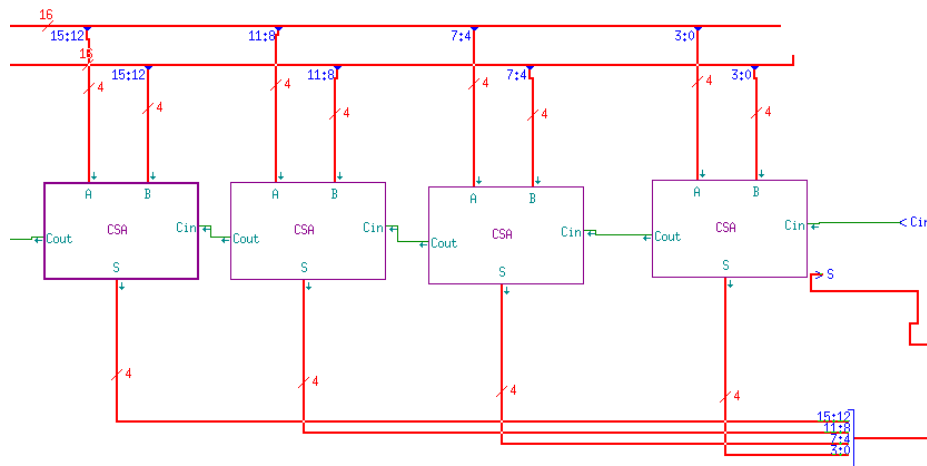 16
15:12 11:8 7:4 3:0
16
15:12 11:8 7:4 3:0
4 4 4 4
4 4 4 4
A B A B A B A B
Cin Cin Cin Cin Cin
CSA CSA CSA CSA
Cout Cout Cout Cout
S S S S
S
4 4 4 4
15:12
11:8
7:4
3:0